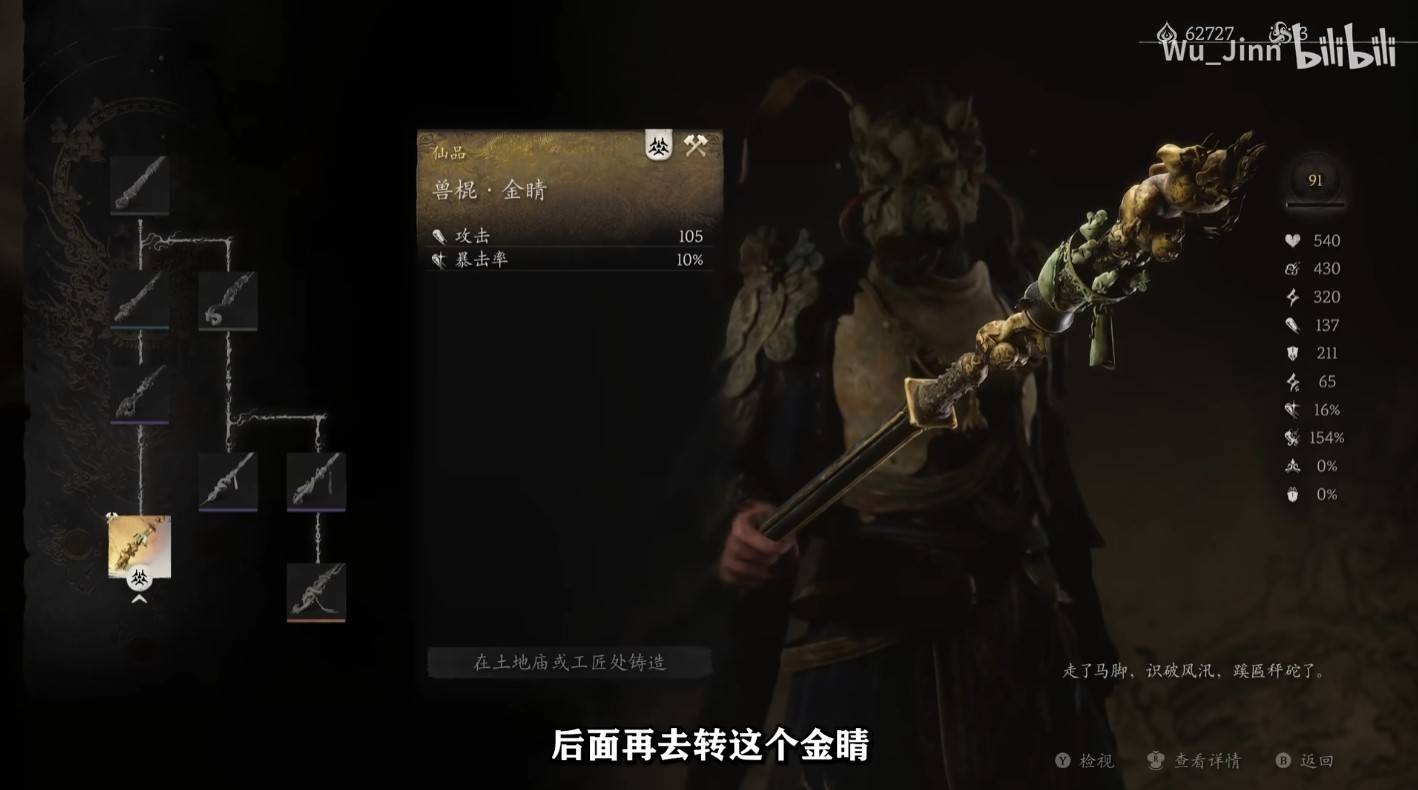 62727
3
Wu_Jinn bilibili
仙品
兽棍·金睛
攻击 105
暴击率 10%
91
540
430
320
137
211
65
16%
154%
0%
0%
在土地庙或工匠处铸造
走了马脚，识破风汛，蹊匾秤砣了。
后面再去转这个金睛
Y 检视
R 查看详情
B 返回